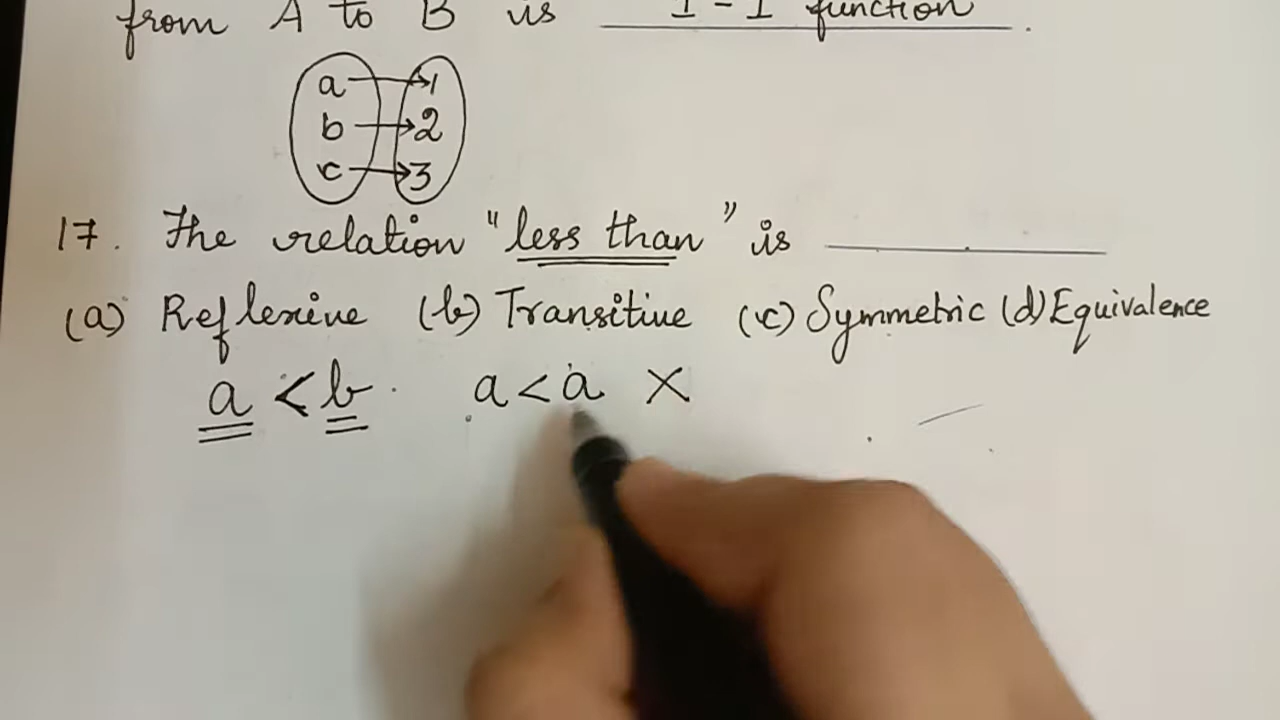 from A to B is 1-1 function.
a 1
b 2
c 3
17. The relation "less than" is __________
(a) Reflexive (b) Transitive (c) Symmetric (d) Equivalence
a < b. a < a ×